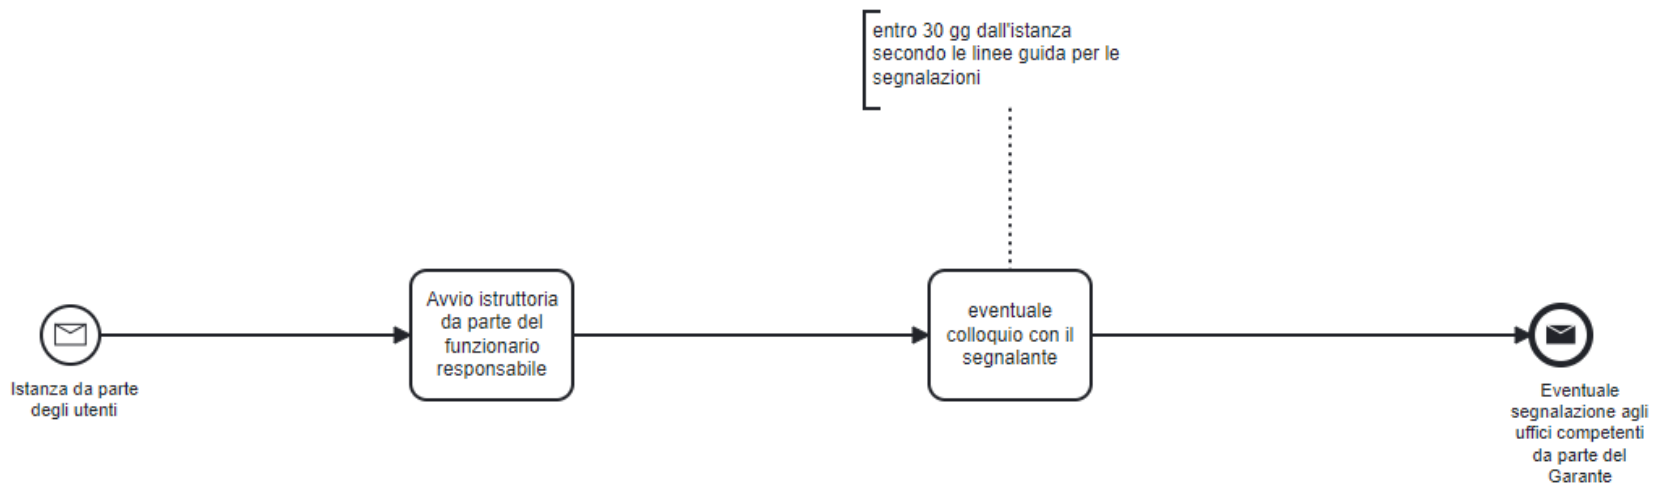 entro 30 gg dall'istanza
secondo le linee guida per le
segnalazioni
Istanza da parte
degli utenti
Avvio istruttoria
da parte del
funzionario
responsabile
eventuale
colloquio con il
segnalante
Eventuale
segnalazione agli
uffici competenti
da parte del
Garante